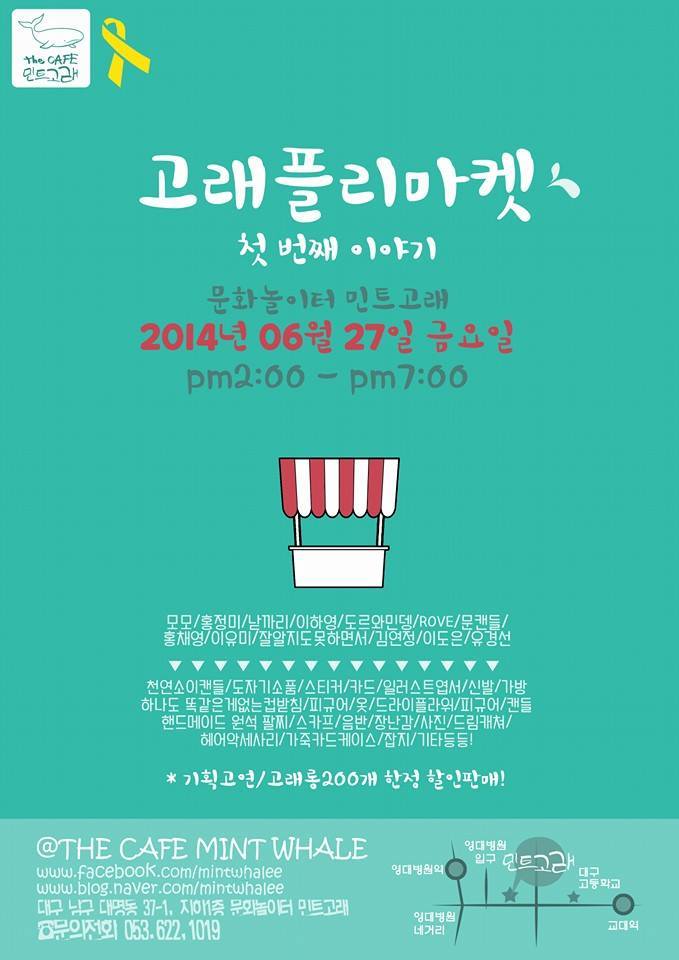 the CAFE
민트고래
고래플리마켓
첫 번째 이야기
문화놀이터 민트고래
2014년 06월 27일 금요일
pm2:00 - pm7:00
모모/홍정미/남까리/이하영/도르와민뎅/ROVE/문캔들/
홍채영/이유미/잘알지도못하면서/김연정/이도은/유경선
천연소이캔들/도자기소품/스티커/카드/일러스트엽서/신발/가방
하나도 똑같은게없는컵받침/피규어/옷/드라이플라워/피규어/캔들
핸드메이드 원석 팔찌/스카프/음반/장난감/사진/드림캐쳐/
헤어악세사리/가죽카드케이스/잡지/기타등등!
* 기획고연/고래롱200개 한정 할인판매!
@THE CAFE MINT WHALE
www.facebook.com/mintwhalee
www.blog.naver/mintwhalee
대구 남구 대명동 37-1, 지하1층 문화놀이터 민트고래
☎문의전화 053.622.1019
영대병원
입구
민트고래
영대병원역
대구
고등학교
영대병원
네거리
교대역